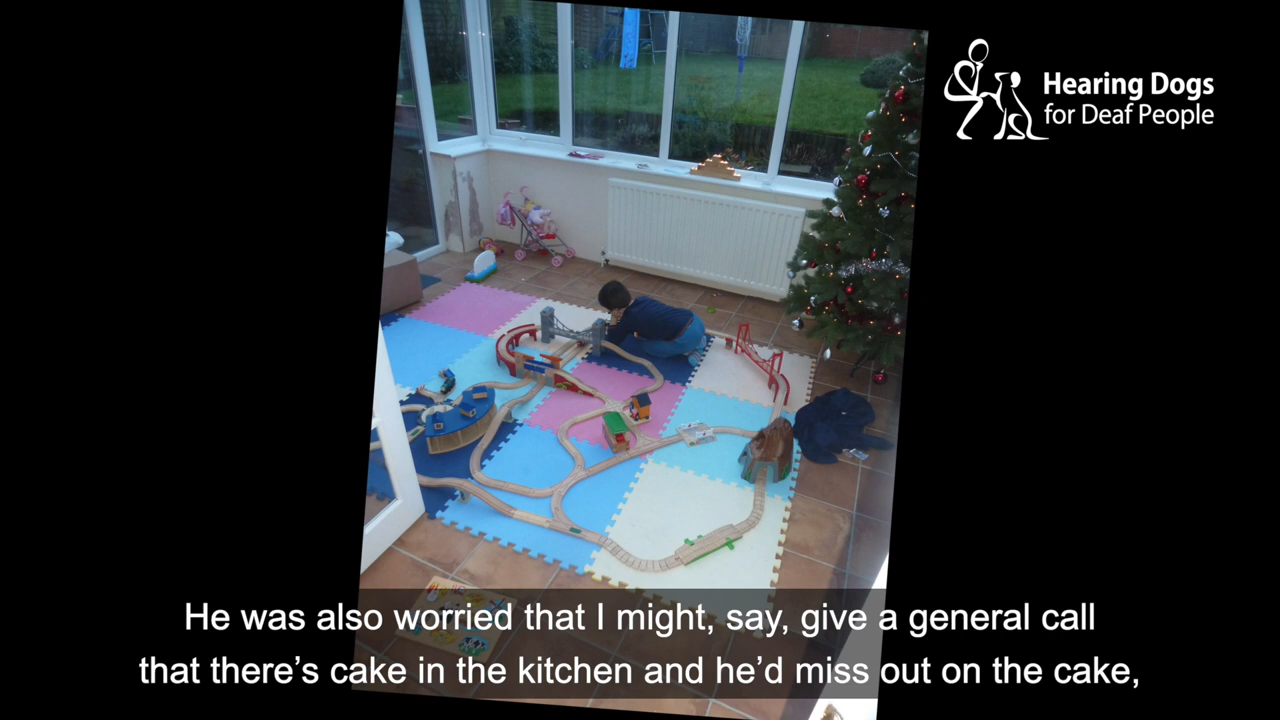 Hearing Dogs
for Deaf People
He was also worried that I might, say, give a general call
that there’s cake in the kitchen and he’d miss out on the cake,